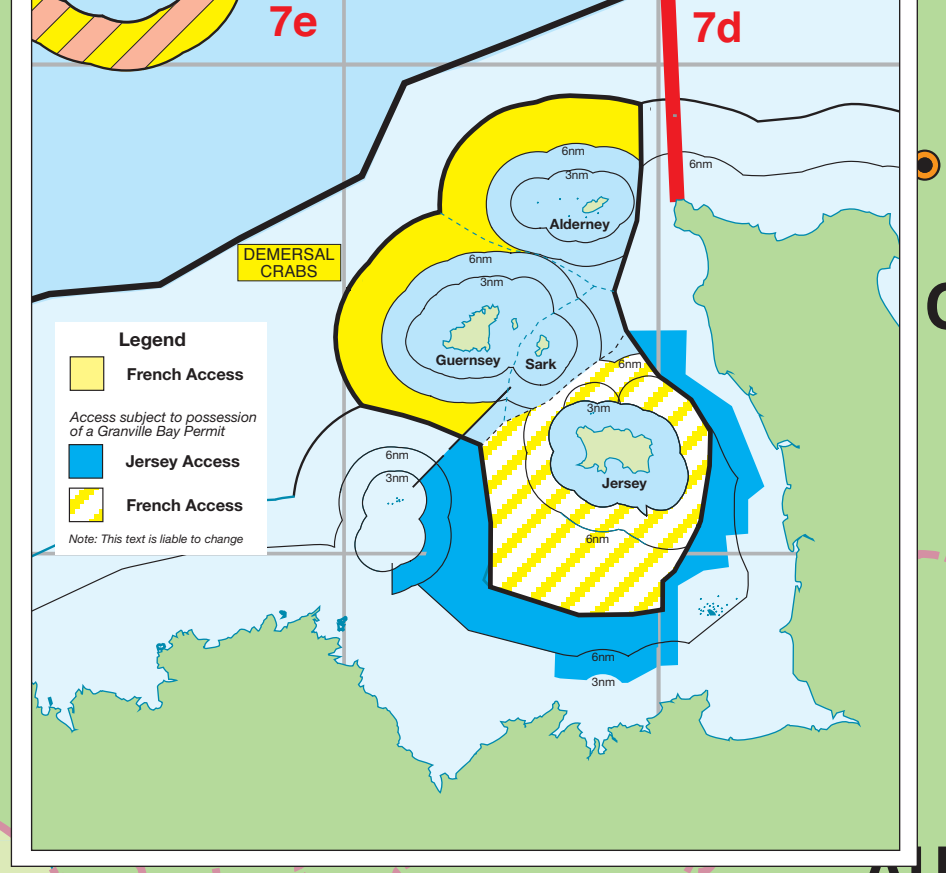 7e
7d
6nm
6nm
3nm
Alderney
DEMERSAL
CRABS
6nm
3nm
Guernsey
Sark
Legend
French Access
Access subject to possession
of a Granville Bay Permit
Jersey Access
French Access
Note: This text is liable to change
6nm
3nm
6nm
3nm
Jersey
6nm
6nm
3nm